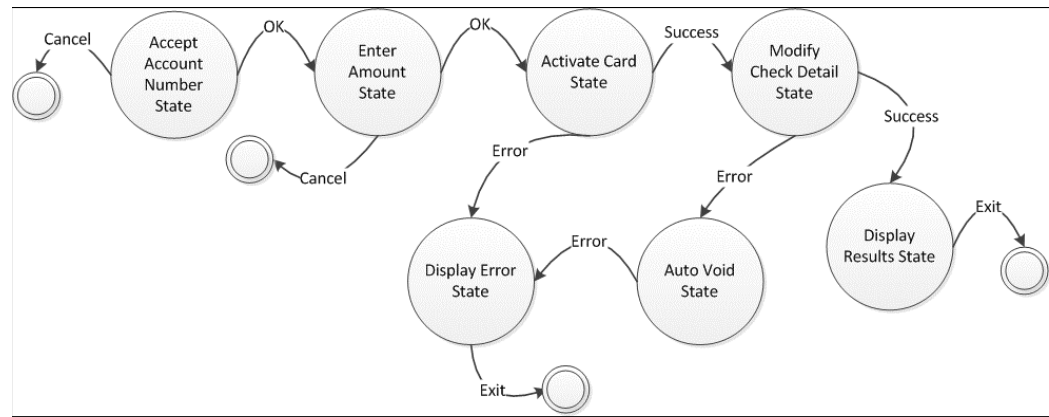 Cancel
Accept
Account
Number
State
OK
Enter
Amount
State
OK
Activate Card
State
Success
Modify
Check Detail
State
Cancel
Error
Error
Success
Display Error
State
Error
Auto Void
State
Display
Results State
Exit
Exit